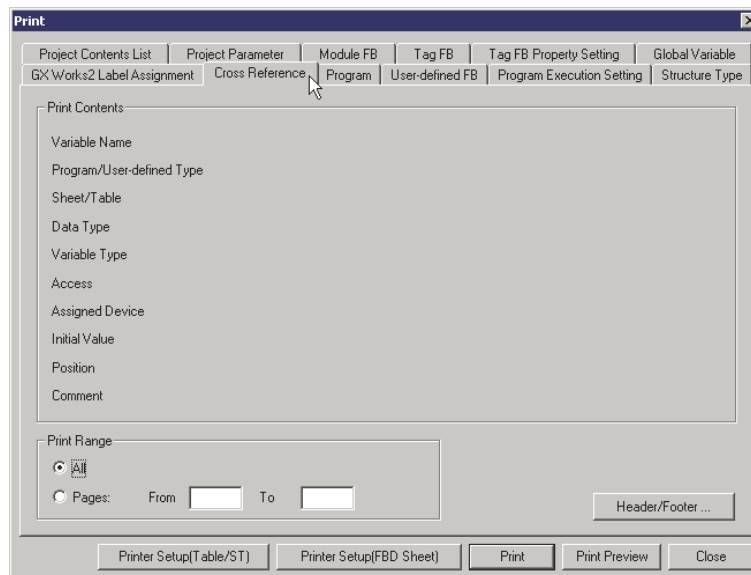 Print
Project Contents List Project Parameter Module FB Tag FB Tag FB Property Setting Global Variable
GX Works2 Label Assignment Cross Reference Program User-defined FB Program Execution Setting Structure Type
Print Contents
Variable Name
Program/User-defined Type
Sheet/Table
Data Type
Variable Type
Access
Assigned Device
Initial Value
Position
Comment
Print Range
All
Pages: From To
Header/Footer ...
Printer Setup(Table/ST) Printer Setup(FBD Sheet) Print Print Preview Close